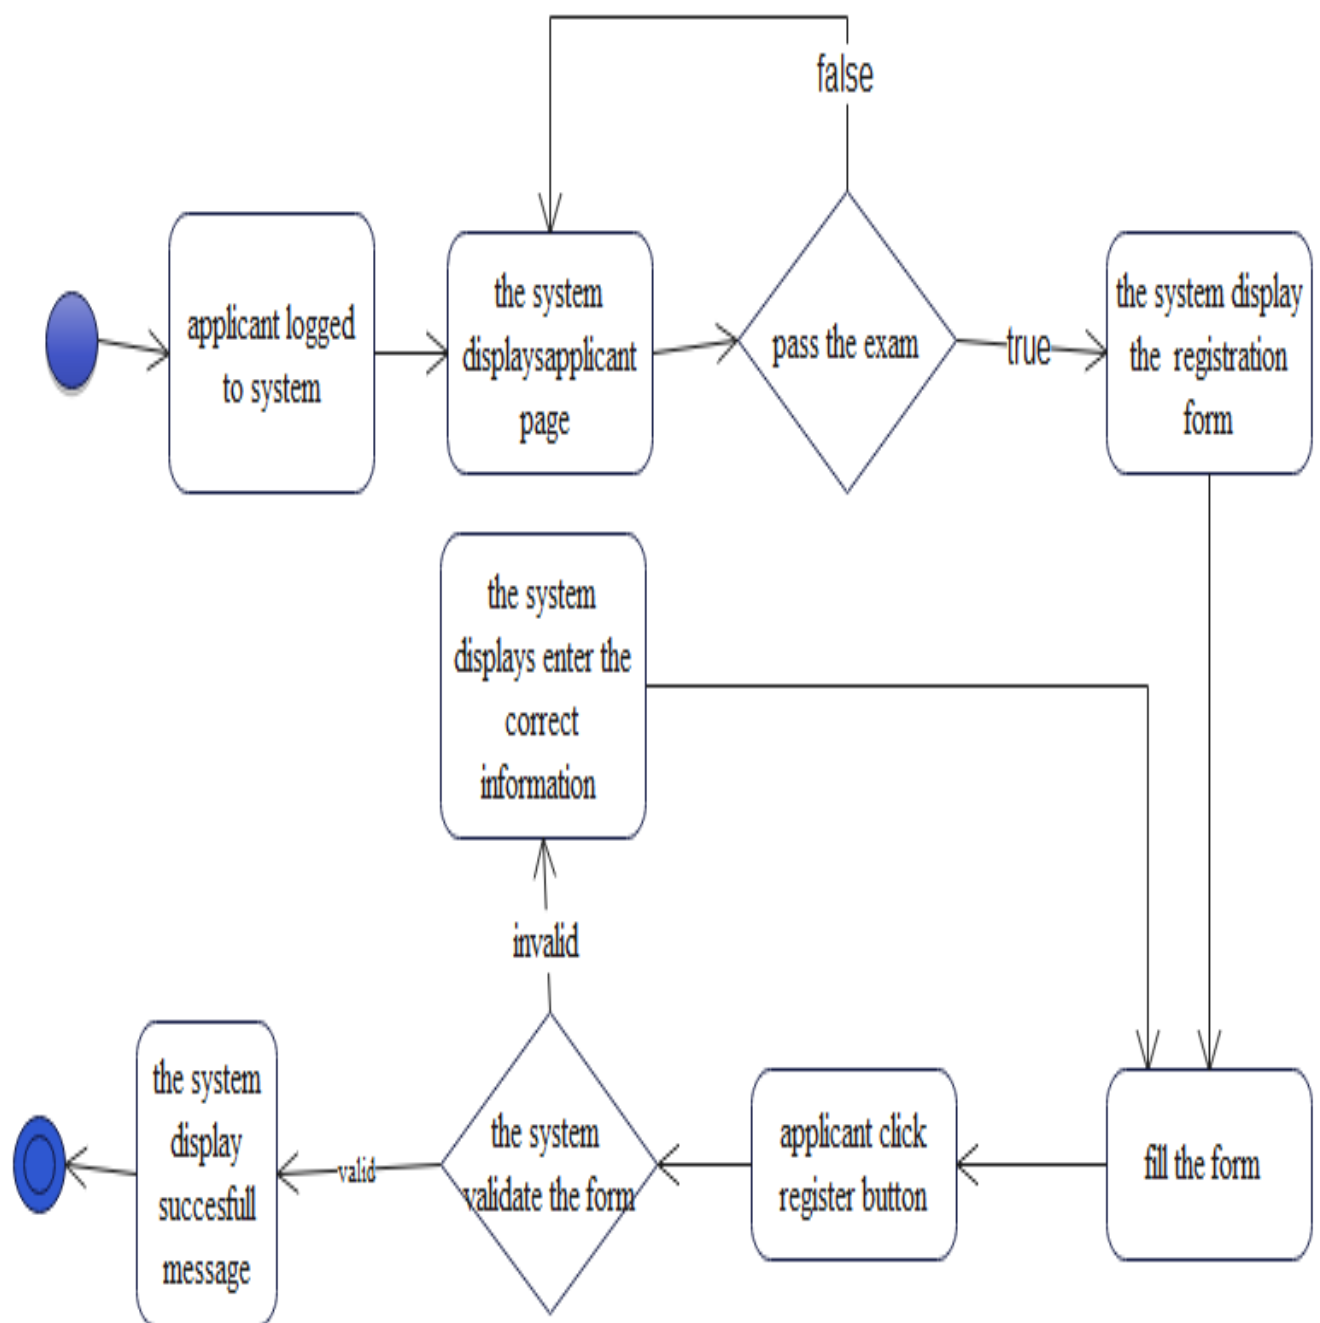 false
applicant logged
to system
the system
displaysapplicant
page
pass the exam
true
the system display
the registration
form
the system
displays enter the
correct
information
invalid
the system
display
succesfull
message
valid
the system
validate the form
applicant click
register button
fill the form